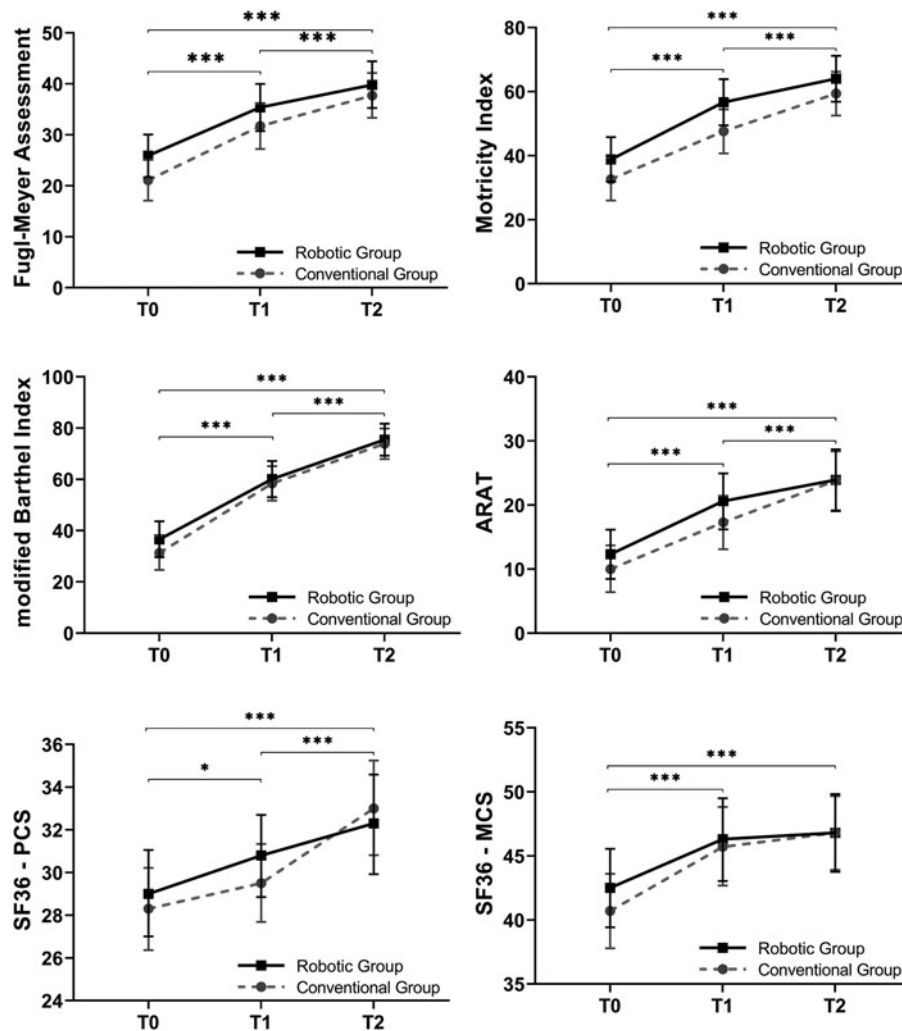 Fugl-Meyer Assessment
50
40
30
20
10
0
***
***
***
Robotic Group
Conventional Group
T0 T1 T2
Motricity Index
80
60
40
20
0
***
***
***
Robotic Group
Conventional Group
T0 T1 T2
modified Barthel Index
100
80
60
40
20
0
***
***
***
Robotic Group
Conventional Group
T0 T1 T2
ARAT
40
30
20
10
0
***
***
***
Robotic Group
Conventional Group
T0 T1 T2
SF36 - PCS
36
34
32
30
28
26
24
***
***
*
Robotic Group
Conventional Group
T0 T1 T2
SF36 - MCS
55
50
45
40
35
***
***
Robotic Group
Conventional Group
T0 T1 T2